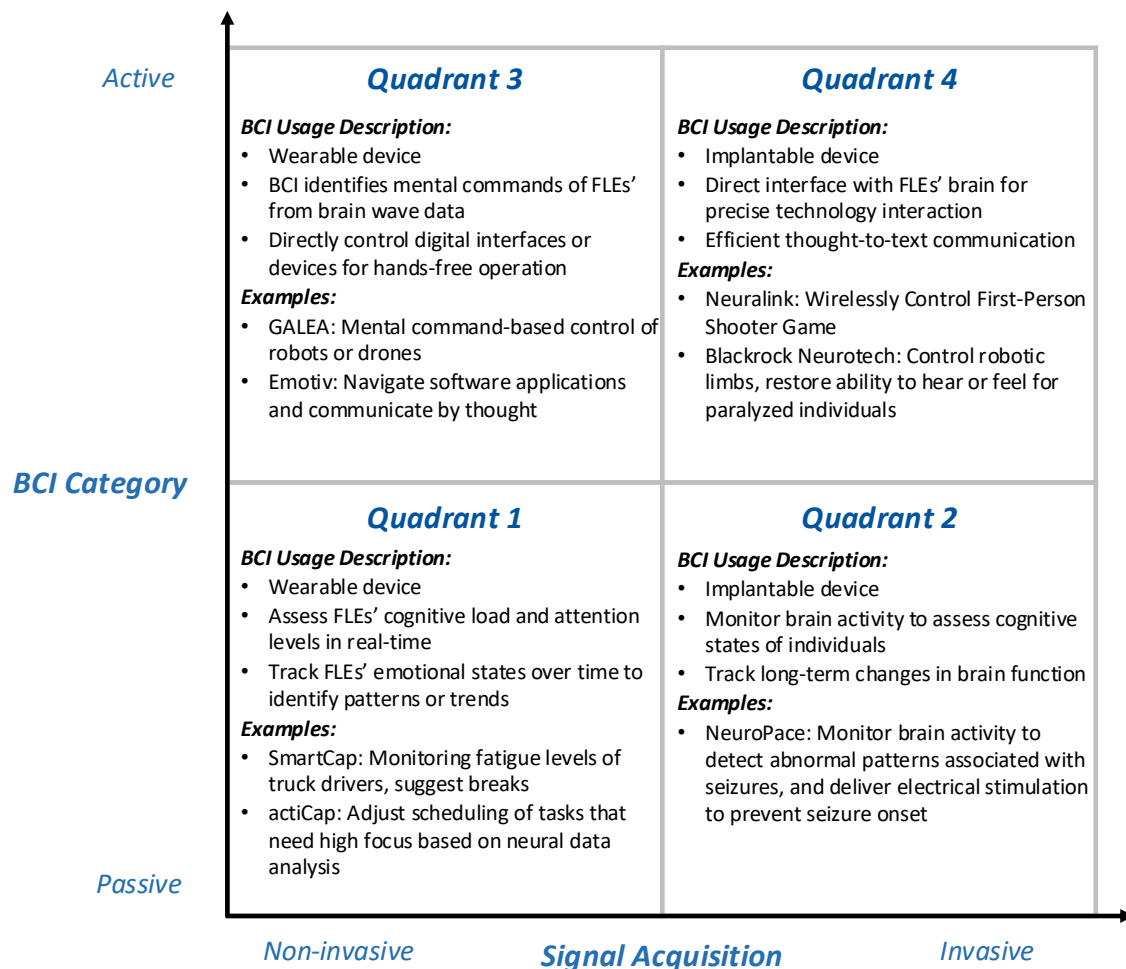 Active
Quadrant 3
BCI Usage Description:
• Wearable device
• BCI identifies mental commands of FLEs’
from brain wave data
• Directly control digital interfaces or
devices for hands-free operation
Examples:
• GALEA: Mental command-based control of
robots or drones
• Emotiv: Navigate software applications
and communicate by thought
Quadrant 4
BCI Usage Description:
• Implantable device
• Direct interface with FLEs’ brain for
precise technology interaction
• Efficient thought-to-text communication
Examples:
• Neuralink: Wirelessly Control First-Person
Shooter Game
• Blackrock Neurotech: Control robotic
limbs, restore ability to hear or feel for
paralyzed individuals
BCI Category
Quadrant 1
BCI Usage Description:
• Wearable device
• Assess FLEs’ cognitive load and attention
levels in real-time
• Track FLEs’ emotional states over time to
identify patterns or trends
Examples:
• SmartCap: Monitoring fatigue levels of
truck drivers, suggest breaks
• actiCap: Adjust scheduling of tasks that
need high focus based on neural data
analysis
Quadrant 2
BCI Usage Description:
• Implantable device
• Monitor brain activity to assess cognitive
states of individuals
• Track long-term changes in brain function
Examples:
• NeuroPace: Monitor brain activity to
detect abnormal patterns associated with
seizures, and deliver electrical stimulation
to prevent seizure onset
Passive
Non-invasive
Signal Acquisition
Invasive